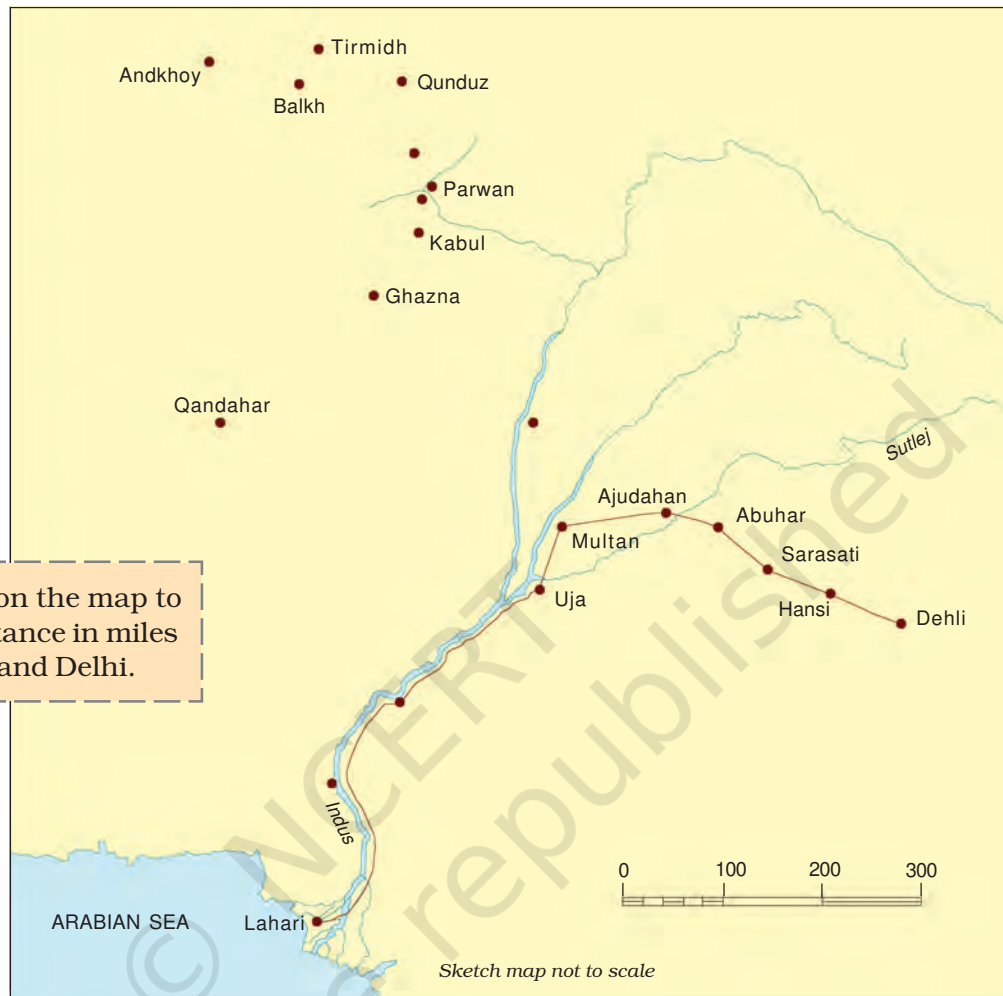 Tirmidh
Andkhoy
Balkh
Qunduz
Parwan
Kabul
Ghazna
Qandahar
Sutlej
Ajudahan
Abuhar
Multan
Sarasati
Hansi
Uja
Dehli
on the map to
tance in miles
and Delhi.
Indus
0 100 200 300
ARABIAN SEA
Lahari
Sketch map not to scale
© NCERT
republished